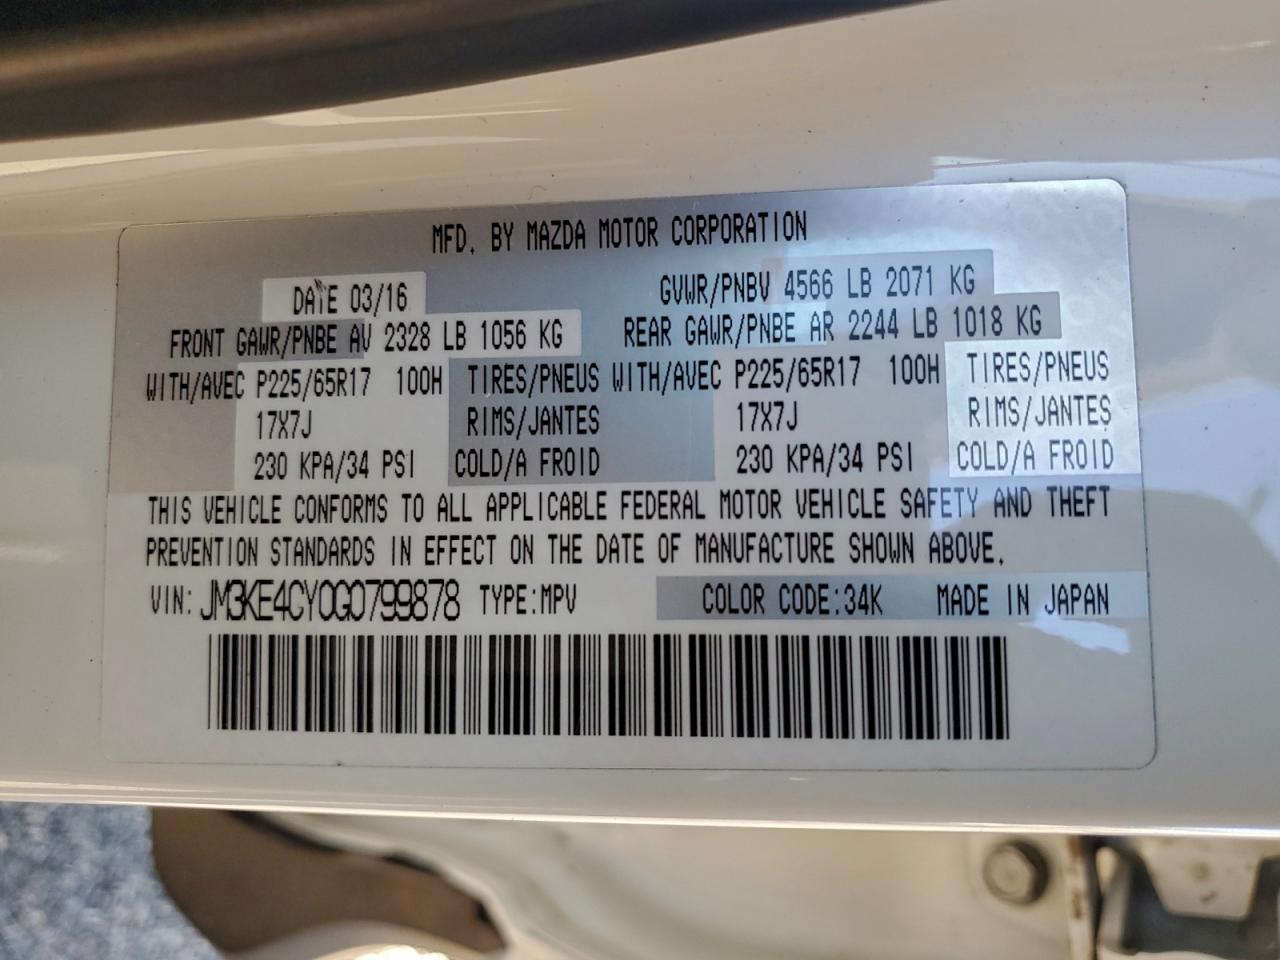 MFD. BY MAZDA MOTOR CORPORATION
DATE 03/16 GVWR/PNBV 4566 LB 2071 KG
FRONT GAWR/PNBE AV 2328 LB 1056 KG REAR GAWR/PNBE AR 2244 LB 1018 KG
WITH/AVEC P225/65R17 100H TIRES/PNEUS WITH/AVEC P225/65R17 100H TIRES/PNEUS
17X7J RIMS/JANTES 17X7J RIMS/JANTES
230 KPA/34 PSI COLD/A FROID 230 KPA/34 PSI COLD/A FROID
THIS VEHICLE CONFORMS TO ALL APPLICABLE FEDERAL MOTOR VEHICLE SAFETY AND THEFT
PREVENTION STANDARDS IN EFFECT ON THE DATE OF MANUFACTURE SHOWN ABOVE.
VIN: JM3KE4CY0G0799878 TYPE:MPV COLOR CODE:34K MADE IN JAPAN